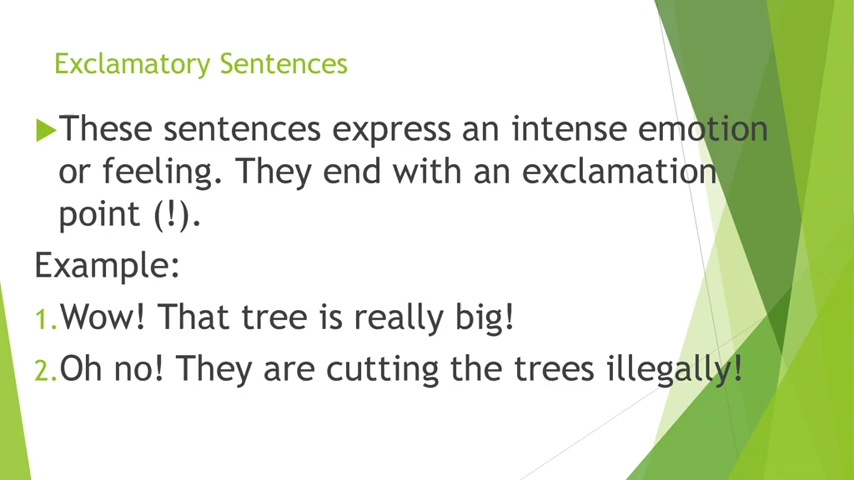 Exclamatory Sentences
These sentences express an intense emotion
or feeling. They end with an exclamation
point (!).
Example:
1.Wow! That tree is really big!
2.Oh no! They are cutting the trees illegally!